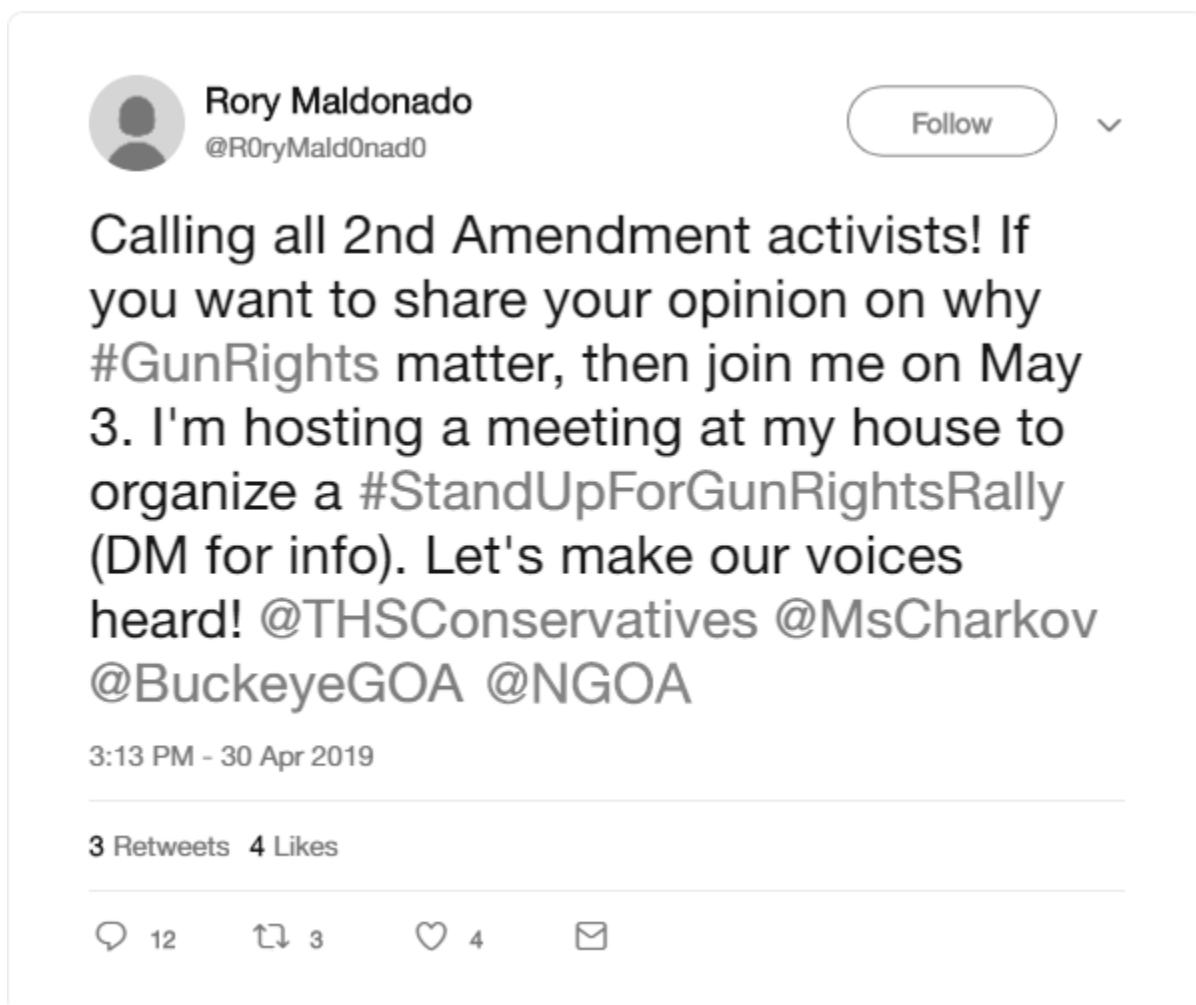 Rory Maldonado
@R0ryMald0nad0
Follow
Calling all 2nd Amendment activists! If
you want to share your opinion on why
#GunRights matter, then join me on May
3. I'm hosting a meeting at my house to
organize a #StandUpForGunRightsRally
(DM for info). Let's make our voices
heard! @THSConservatives @MsCharkov
@BuckeyeGOA @NGOA
3:13 PM - 30 Apr 2019
3 Retweets 4 Likes
12 3 4